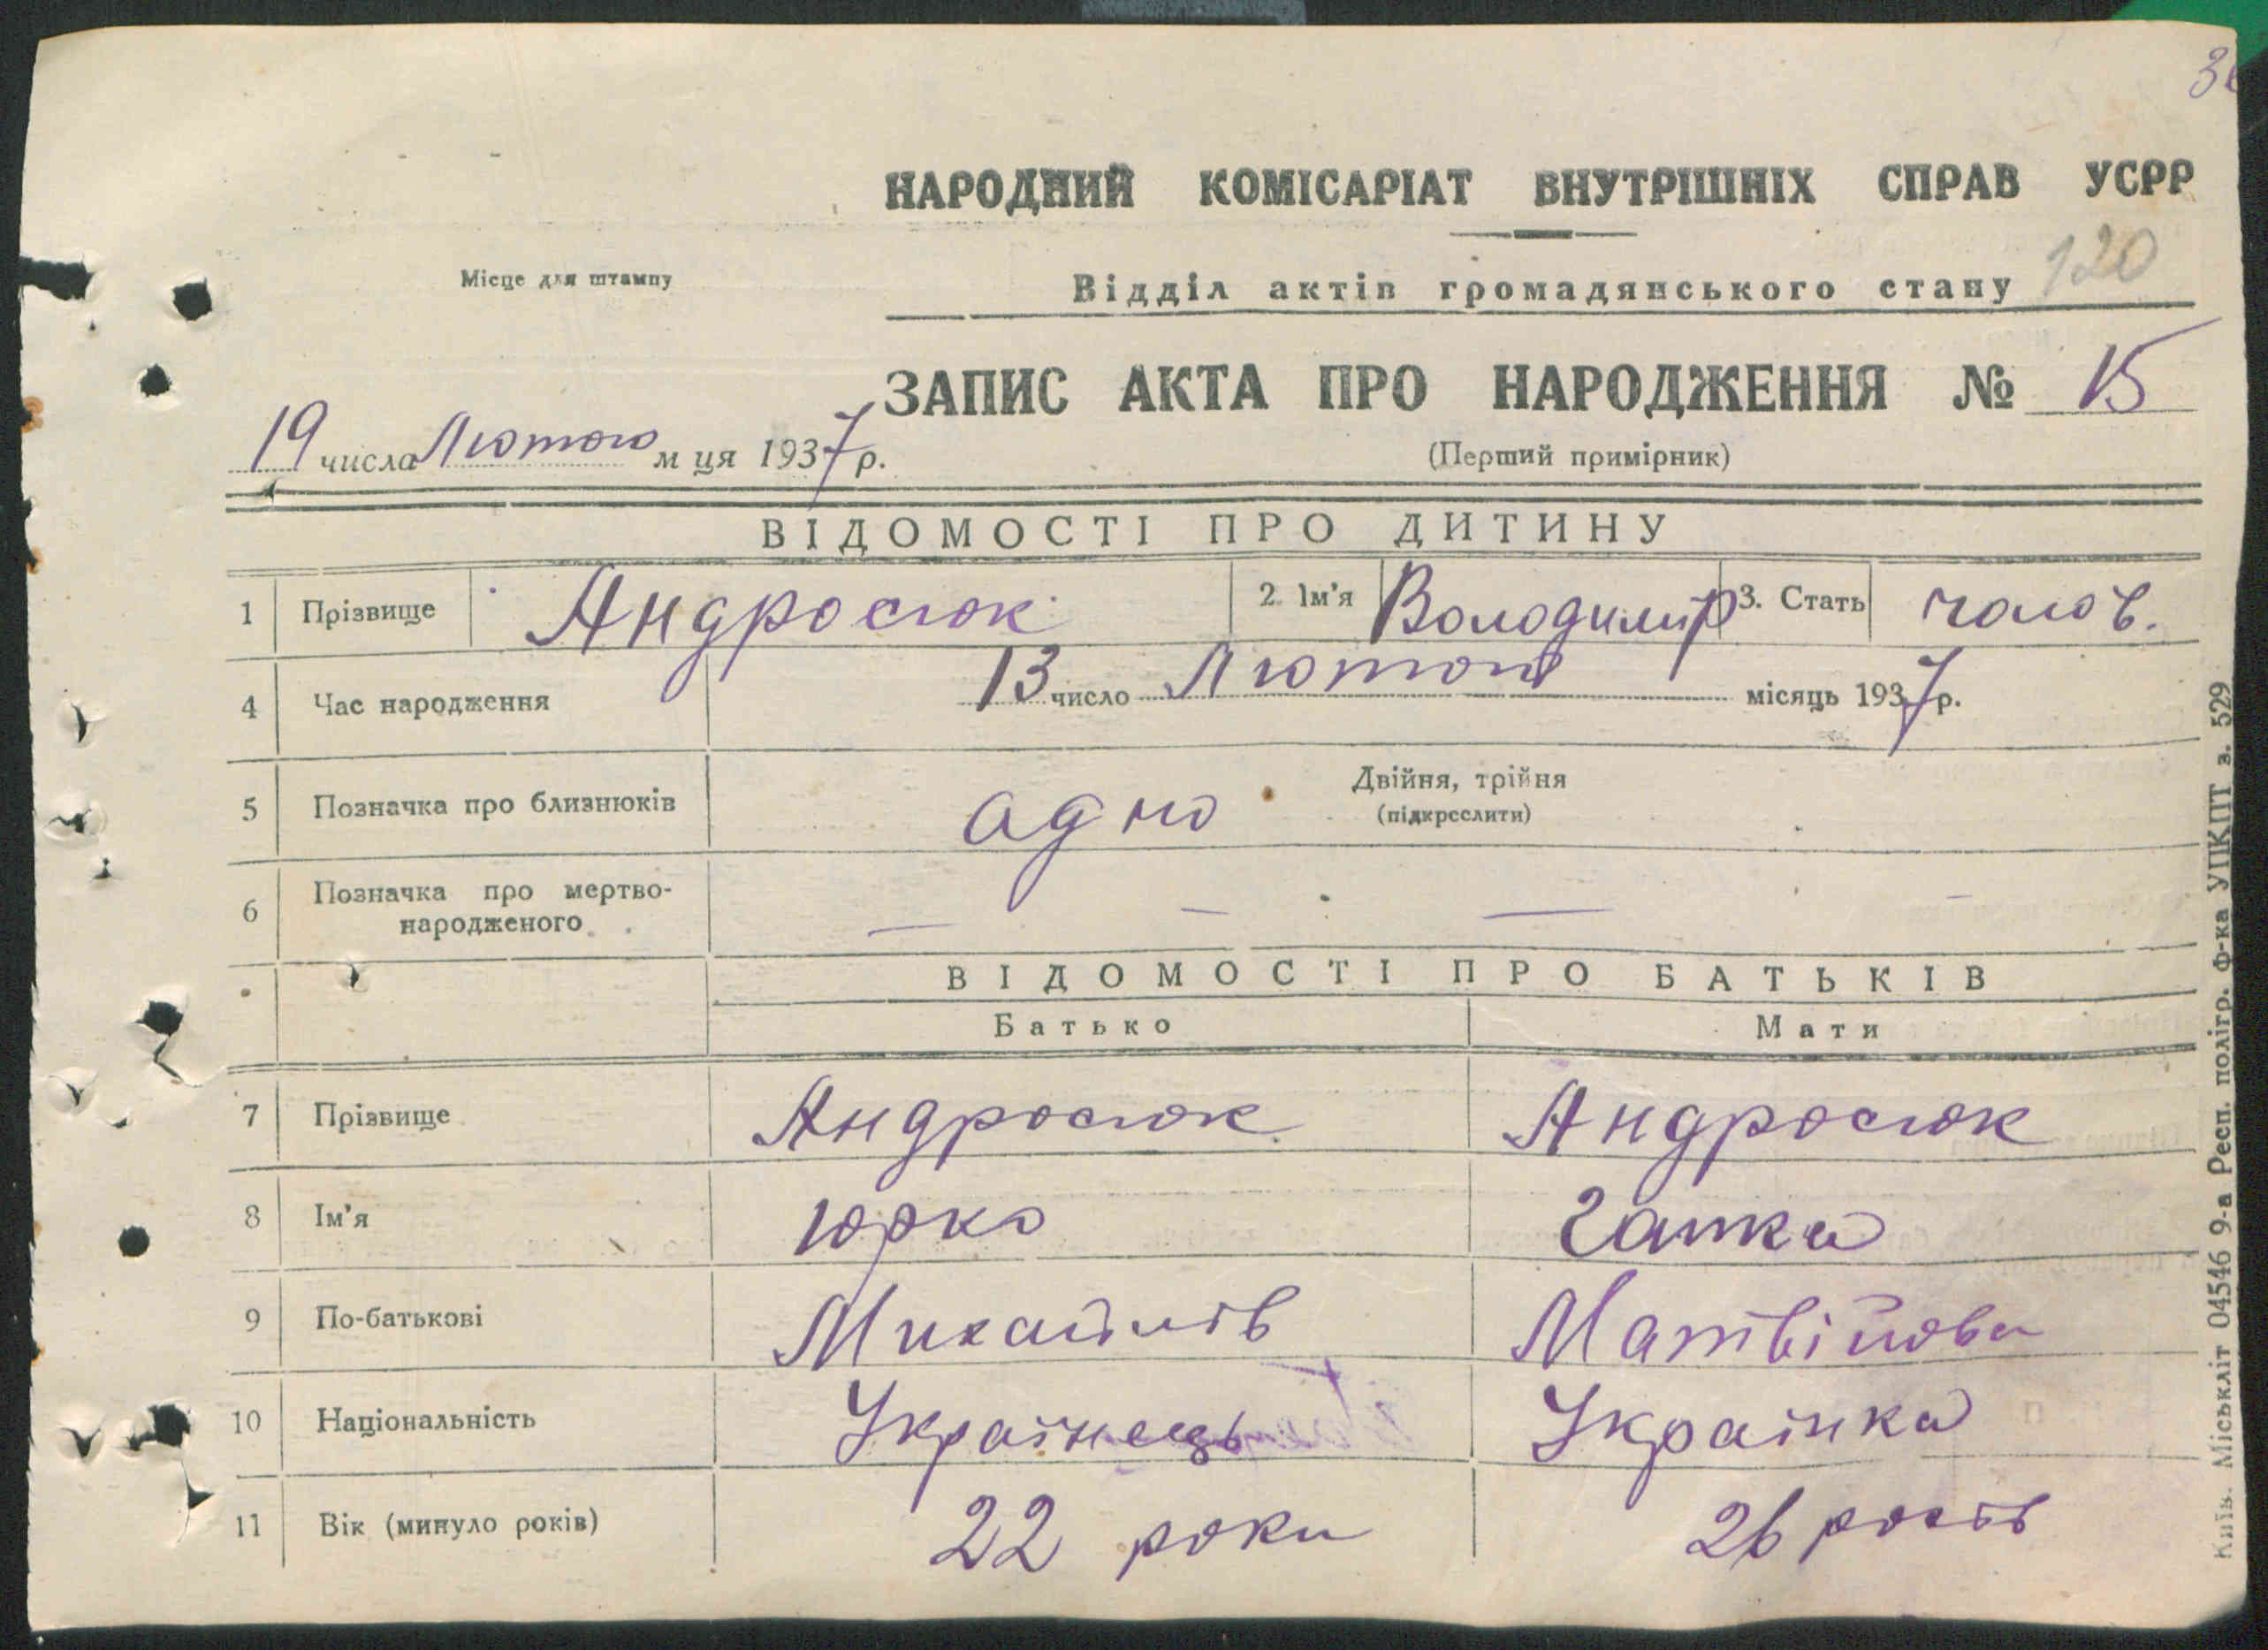 НАРОДНИЙ КОМІСАРІАТ ВНУТРІШНІХ СПРАВ УСРР
Місце для штампу
Відділ актів громадянського стану 120
ЗАПИС АКТА ПРО НАРОДЖЕННЯ № 15
19 числа Лютого м ця 1937 р.
(Перший примірник)
ВІДОМОСТІ ПРО ДИТИНУ
1 Прізвище Андросюк 2. Ім'я Володимир 3. Стать чолов.
4 Час народження 13 число Лютого місяць 1937 р.
5 Позначка про близнюків одно Двійня, трійня
(підкреслити)
6 Позначка про мертво-
народженого — — —
ВІДОМОСТІ ПРО БАТЬКІВ
Батько Мати
7 Прізвище Андросюк Андросюк
8 Ім'я Юрко Гапка
9 По-батькові Михайлів Матвійова
10 Національність Українець Українка
11 Вік (минуло років) 22 роки 26 років
Київ. Міськліт 04546 9-а Респ. полігр. ф-ка УПКПТ з. 529